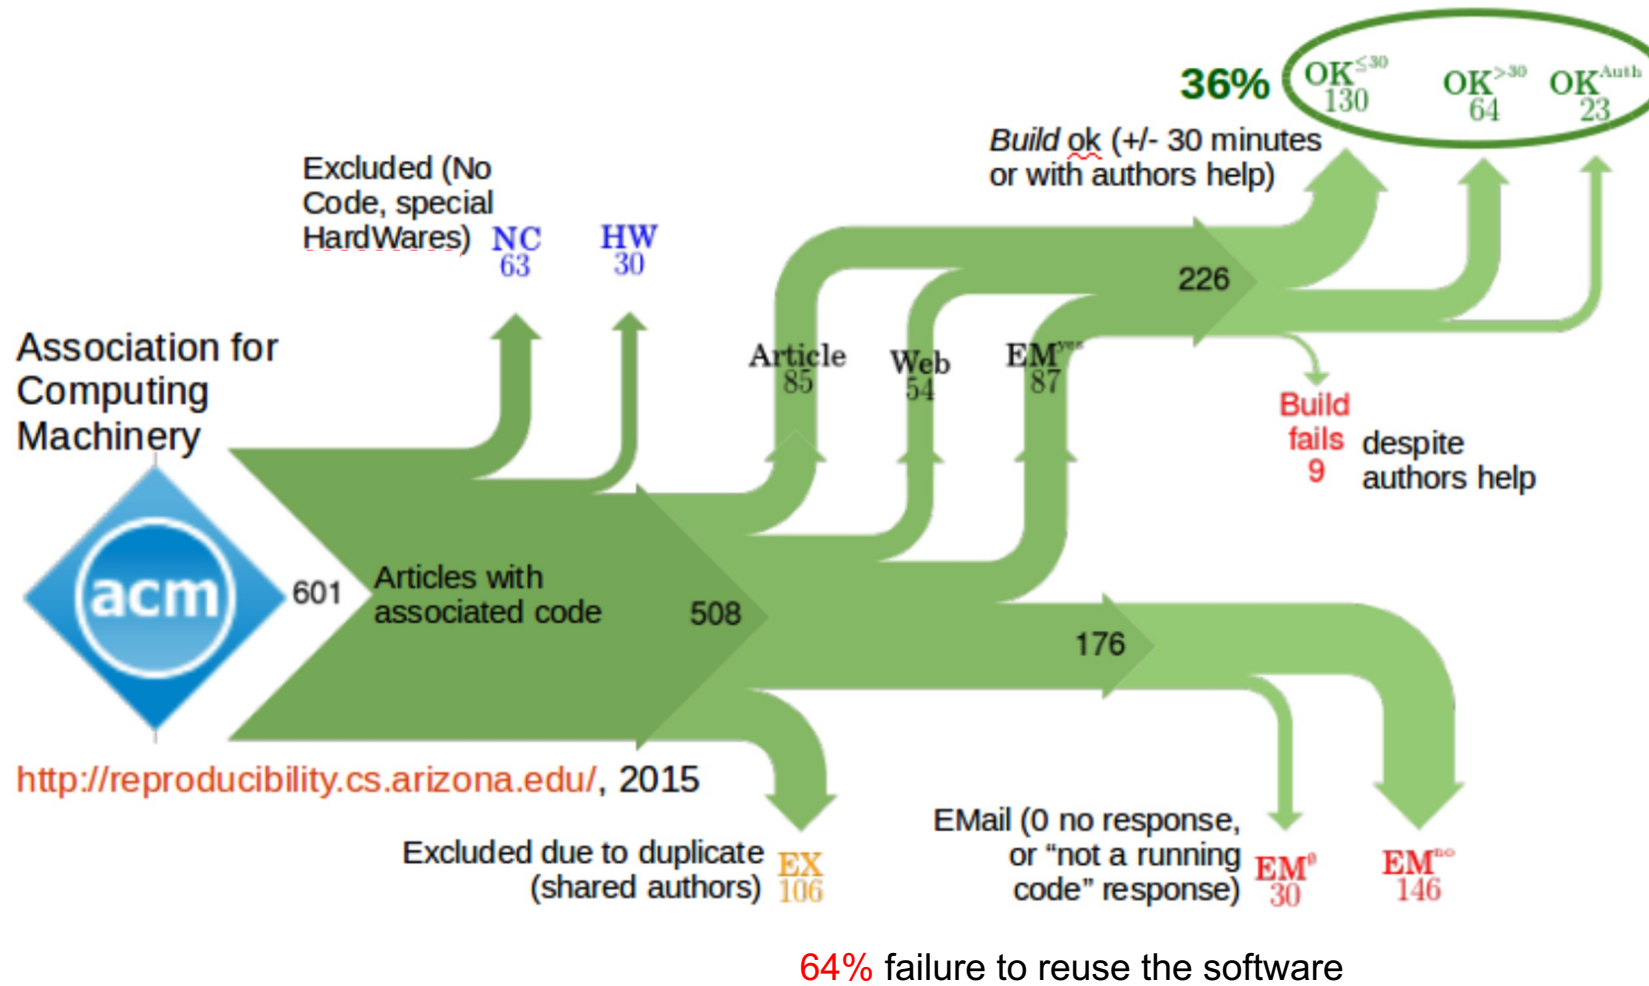 36%
OK≤30
130
OK>30
64
OKAuth
23
Build ok (+/- 30 minutes
or with authors help)
Excluded (No
Code, special
HardWares)
NC
63
HW
30
226
Association for
Computing
Machinery
Article
85
Web
54
EMyes
87
Build
fails
9
despite
authors help
acm
601
Articles with
associated code
508
176
http://reproducibility.cs.arizona.edu/, 2015
Excluded due to duplicate
(shared authors)
EX
106
EMail (0 no response,
or “not a running
code” response)
EMø
30
EMno
146
64% failure to reuse the software